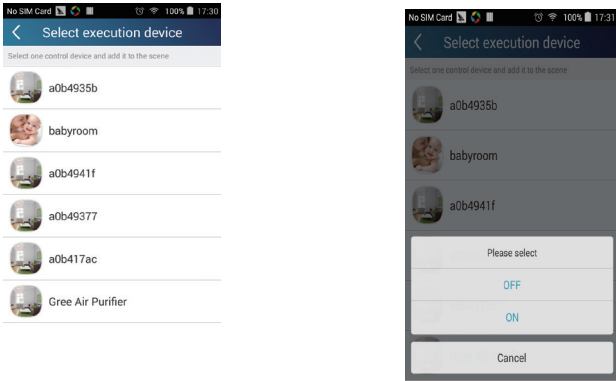 No SIM Card 100% 17:30
Select execution device
Select one control device and add it to the scene
a0b4935b
babyroom
a0b4941f
a0b49377
a0b417ac
Gree Air Purifier
No SIM Card 100% 17:31
Select execution device
Select one control device and add it to the scene
a0b4935b
babyroom
a0b4941f
Please select
OFF
ON
Cancel